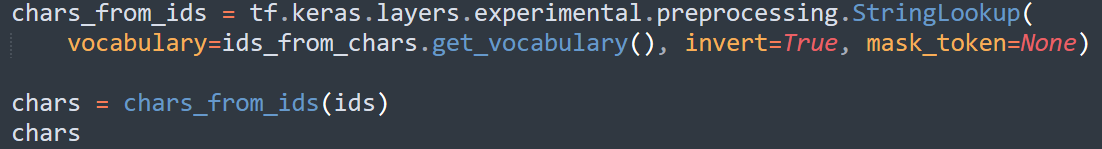 chars_from_ids = tf.keras.layers.experimental.preprocessing.StringLookup(
    vocabulary=ids_from_chars.get_vocabulary(), invert=True, mask_token=None)
chars = chars_from_ids(ids)
chars